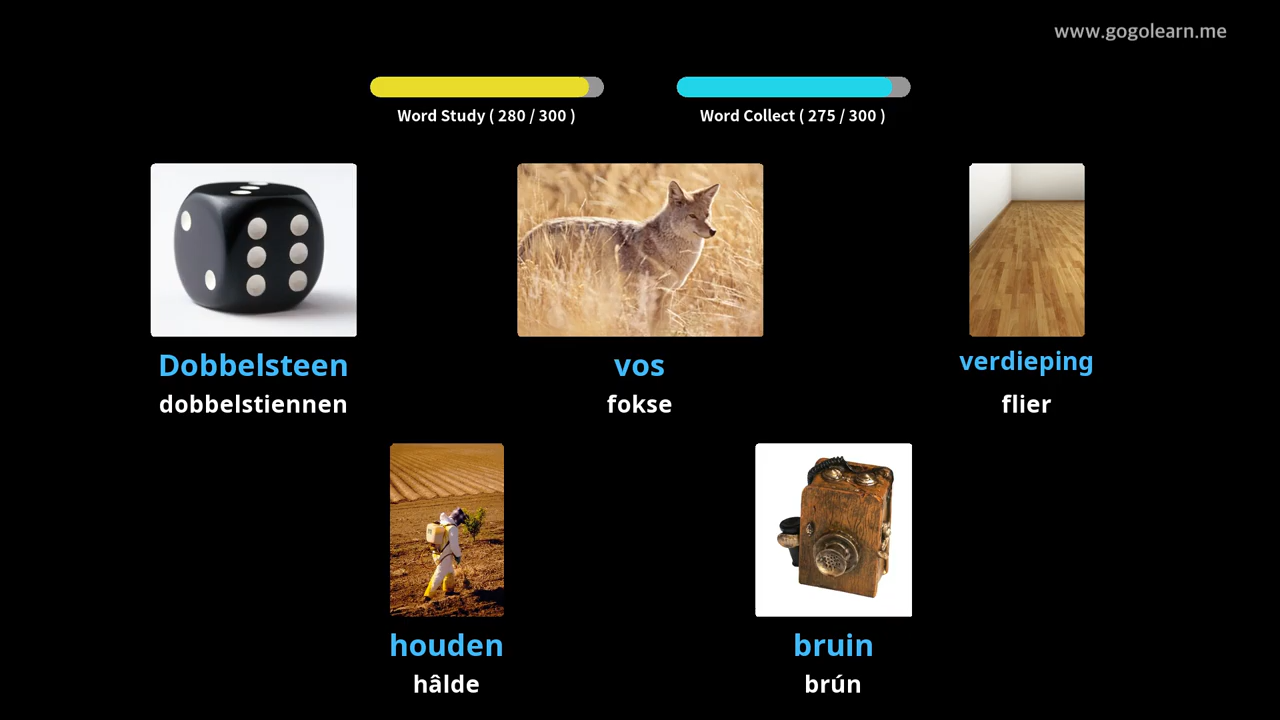 www.gogolearn.me
Word Study ( 280 / 300 )
Word Collect ( 275 / 300 )
Dobbelsteen
dobbelstiennen
vos
fokse
verdieping
flier
houden
hâlde
bruin
brún